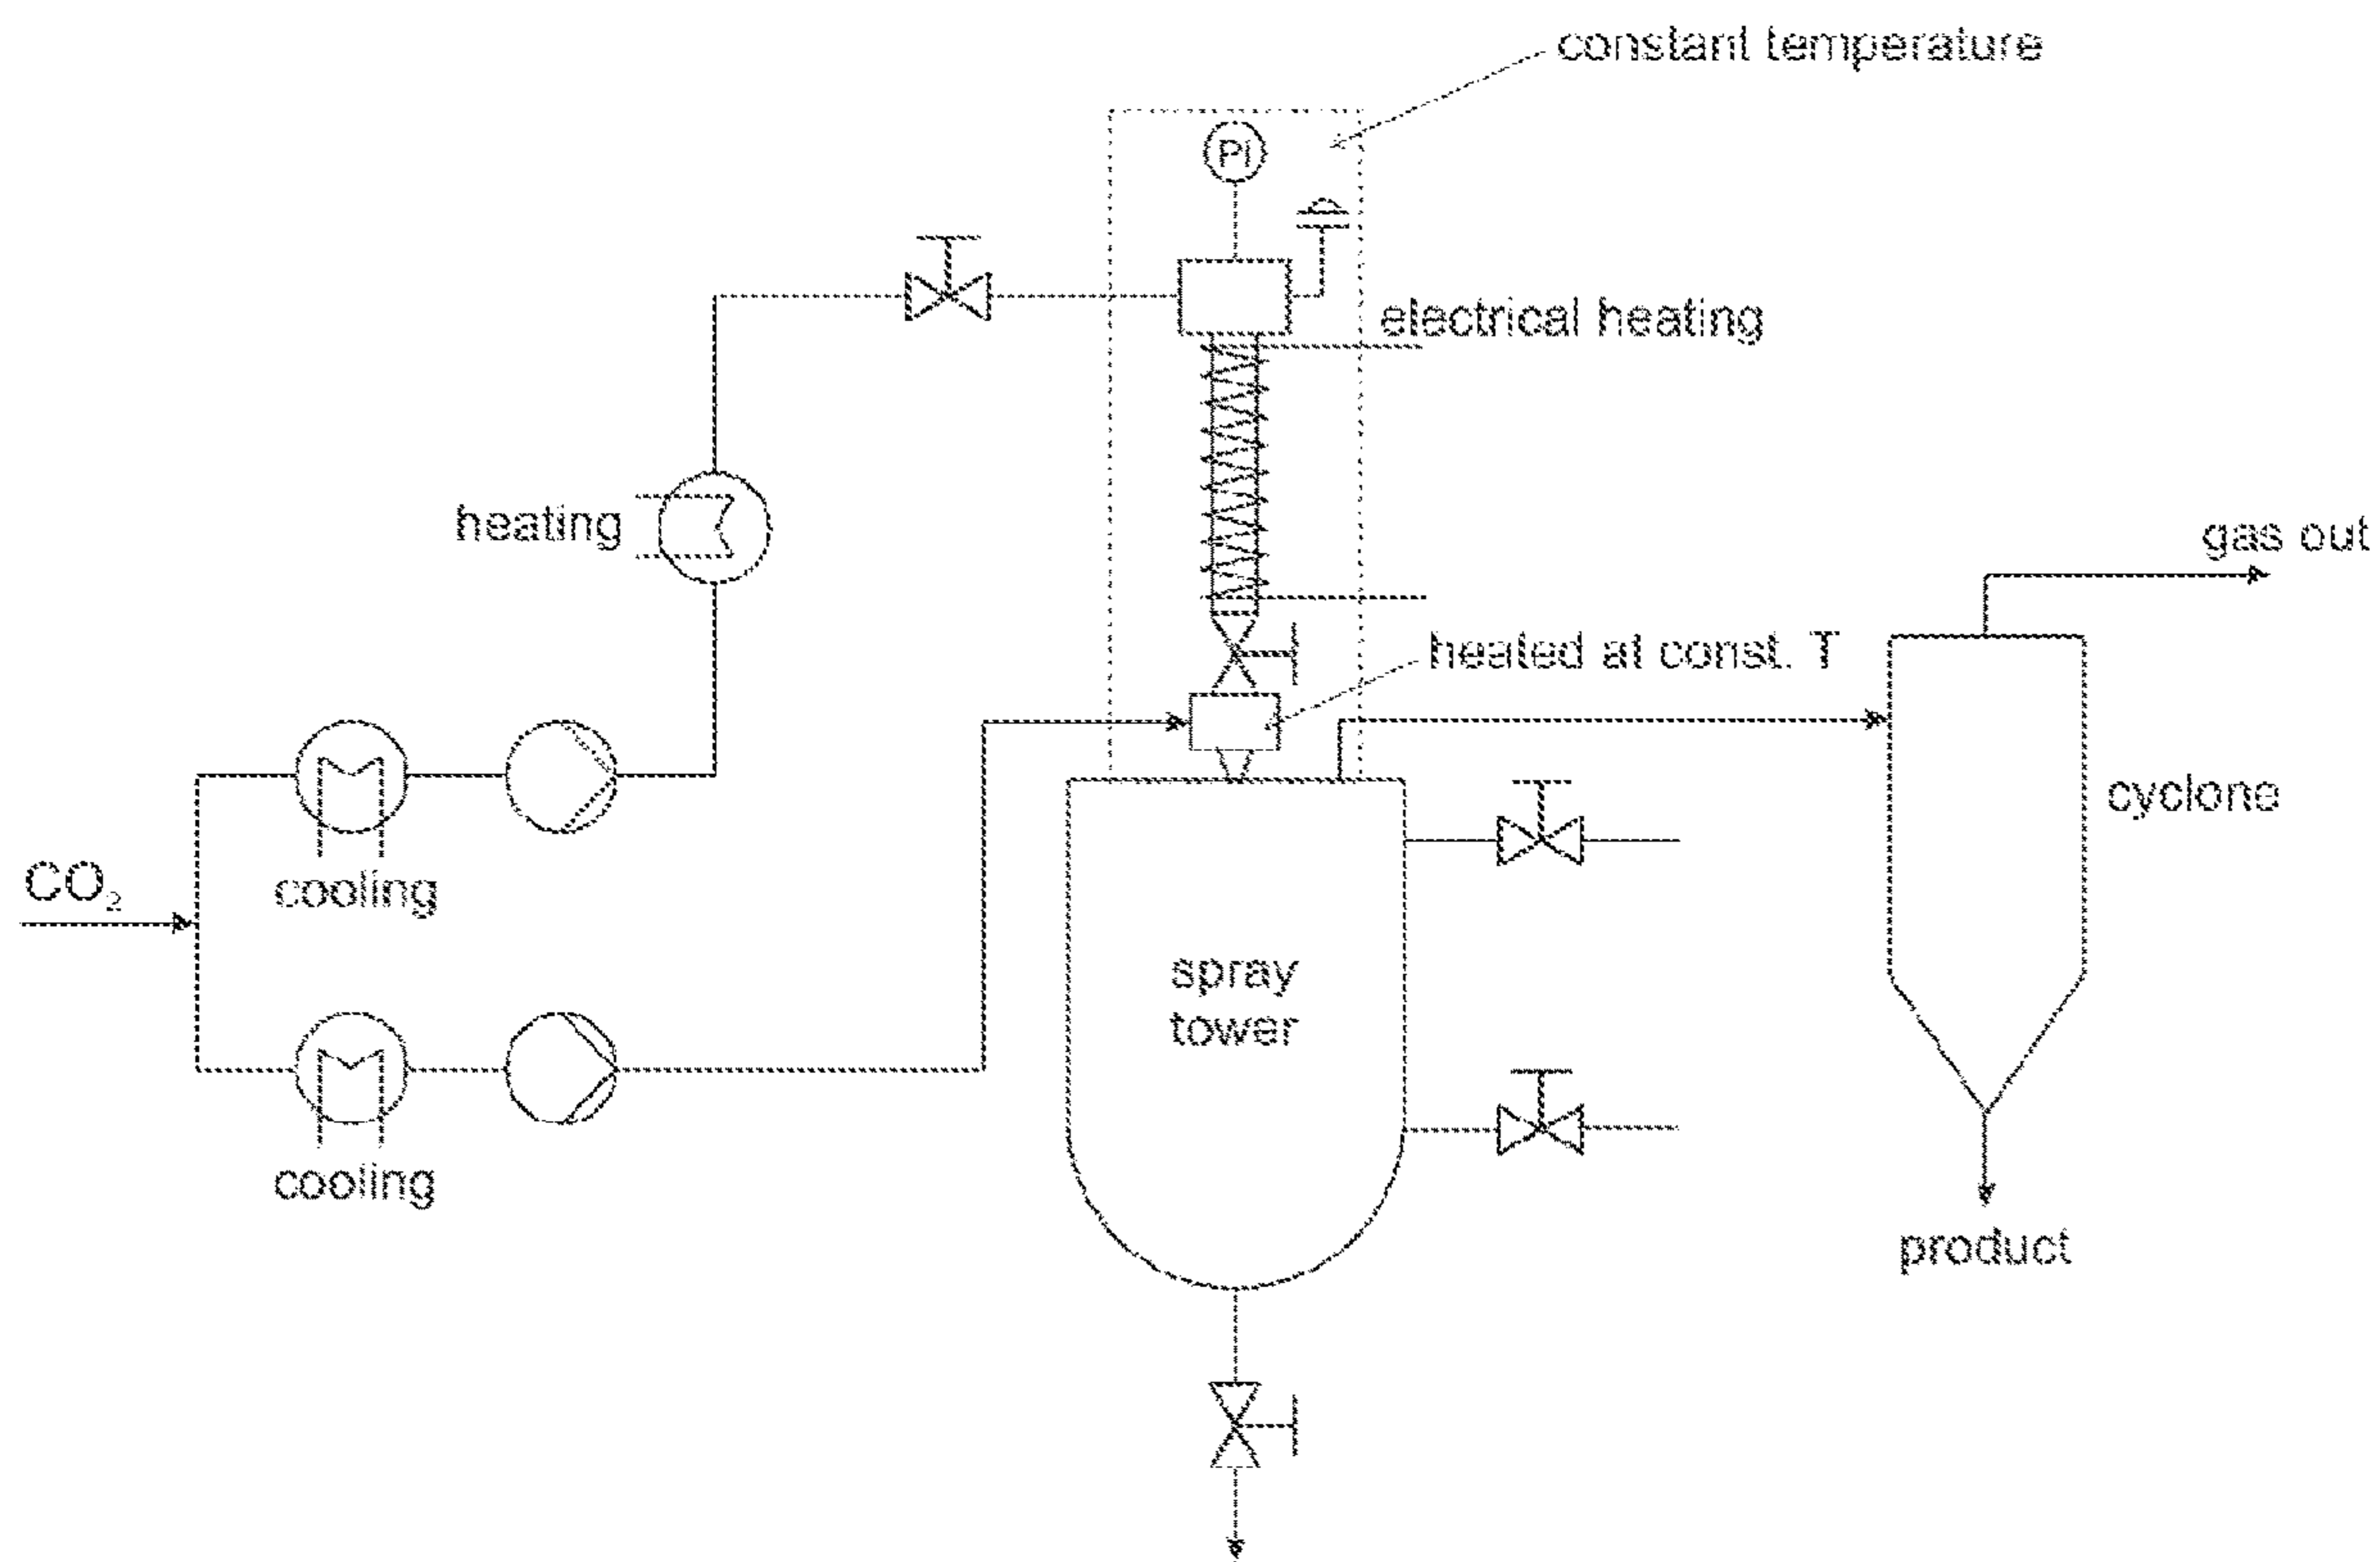 constant temperature
PI
electrical heating
heating
gas out
heated at const. T
cyclone
CO₂
cooling
spray
tower
cooling
product